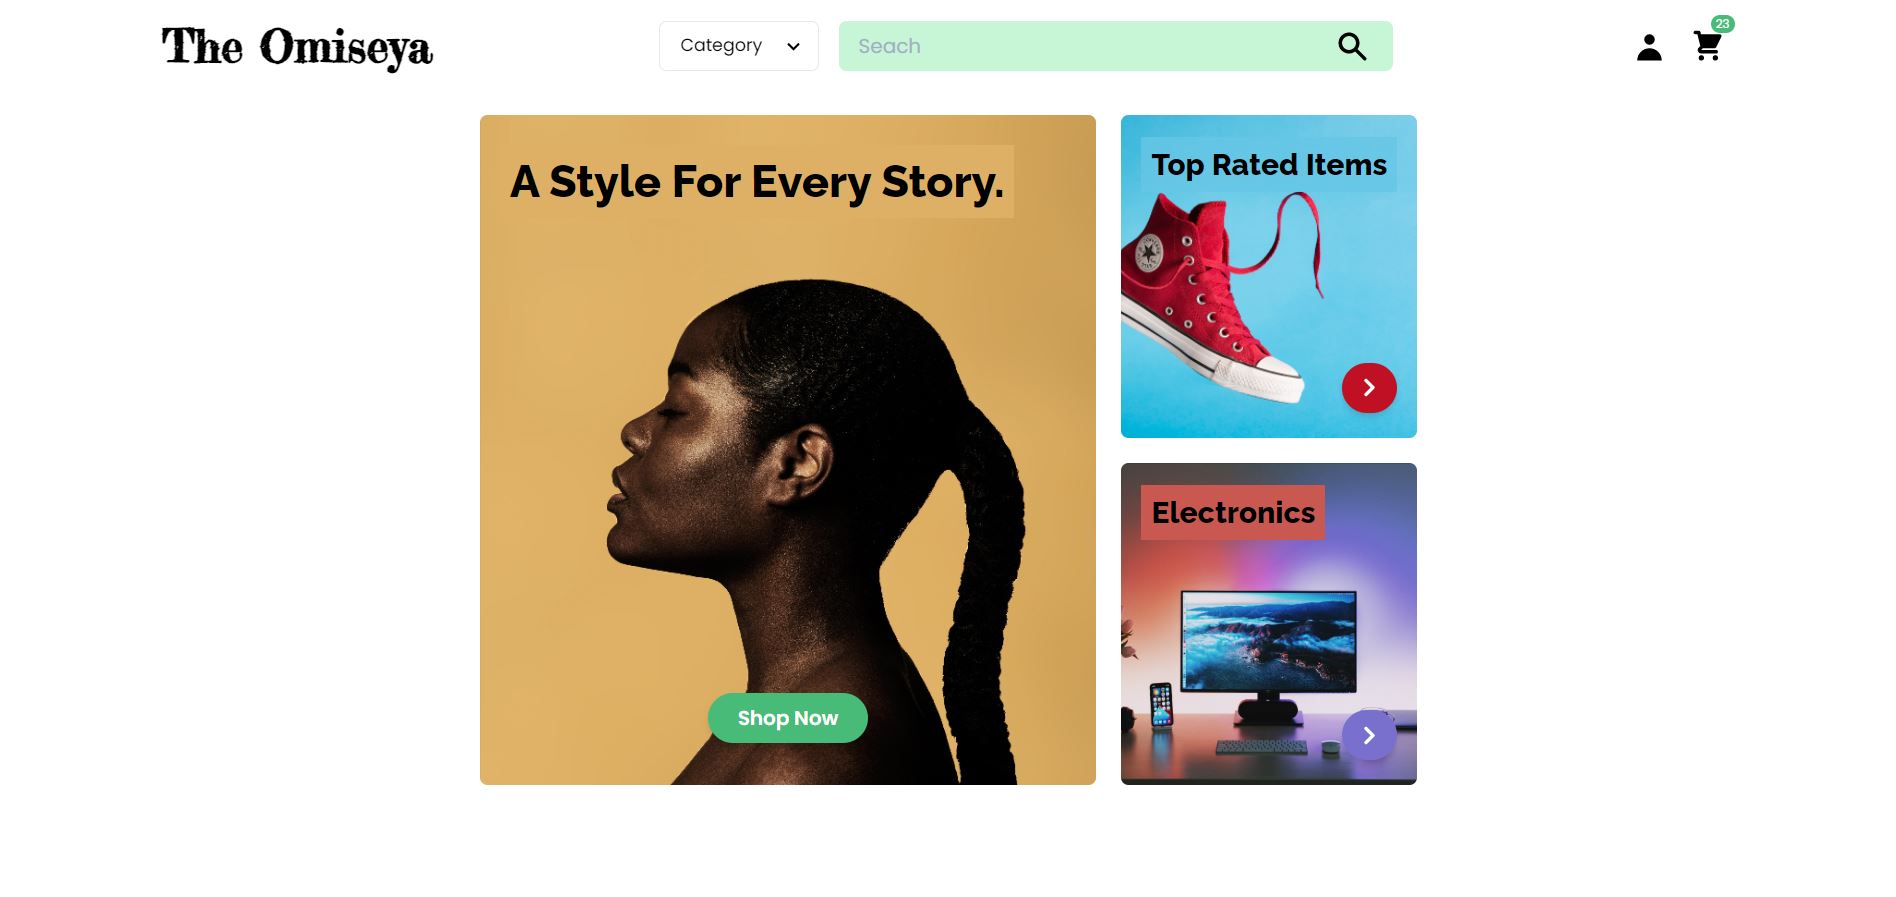 The Omiseya
Category
Seach
23
A Style For Every Story.
Top Rated Items
Electronics
Shop Now